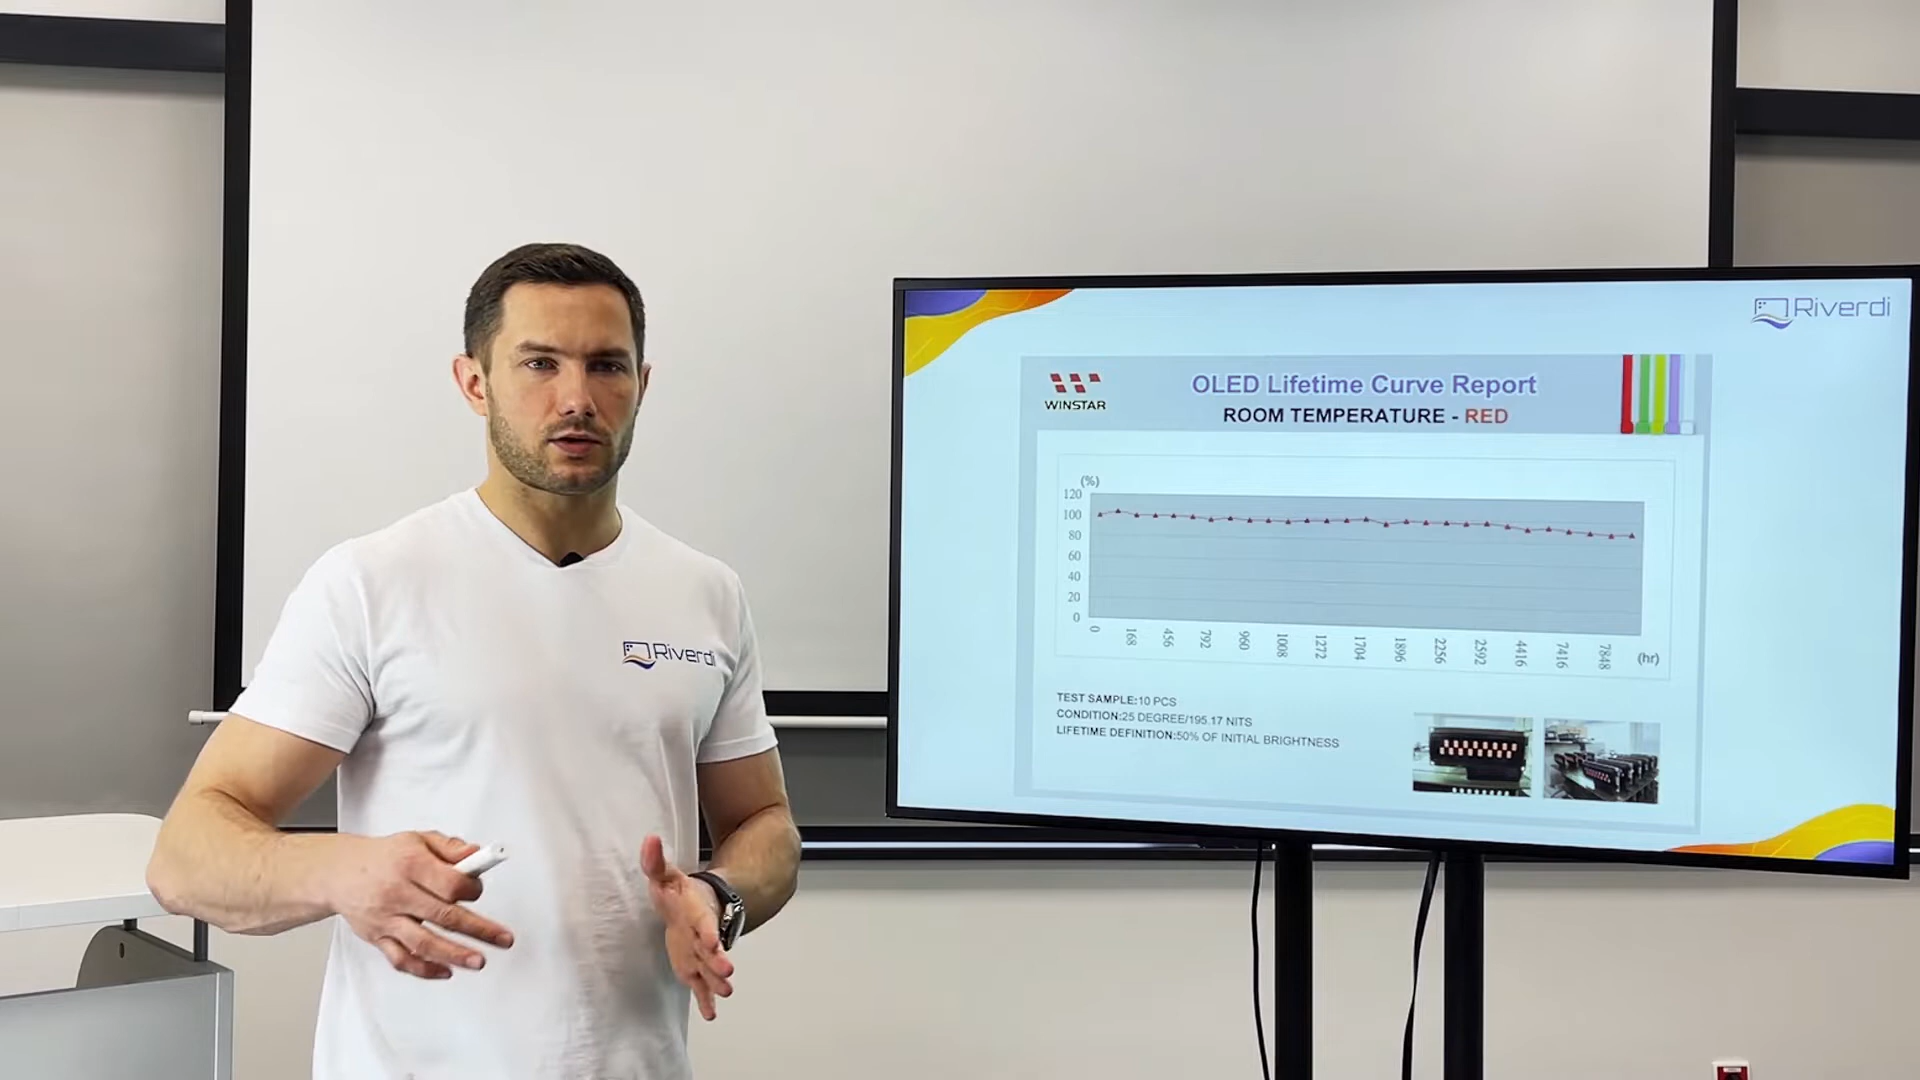 Riverdi
Riverdi
WINSTAR
OLED Lifetime Curve Report
ROOM TEMPERATURE - RED
(%)
120
100
80
60
40
20
0
0 168 456 792 960 1008 1272 1704 1896 2256 2592 4416 7416 7848 (hr)
TEST SAMPLE:10 PCS
CONDITION:25 DEGREE/195.17 NITS
LIFETIME DEFINITION:50% OF INITIAL BRIGHTNESS